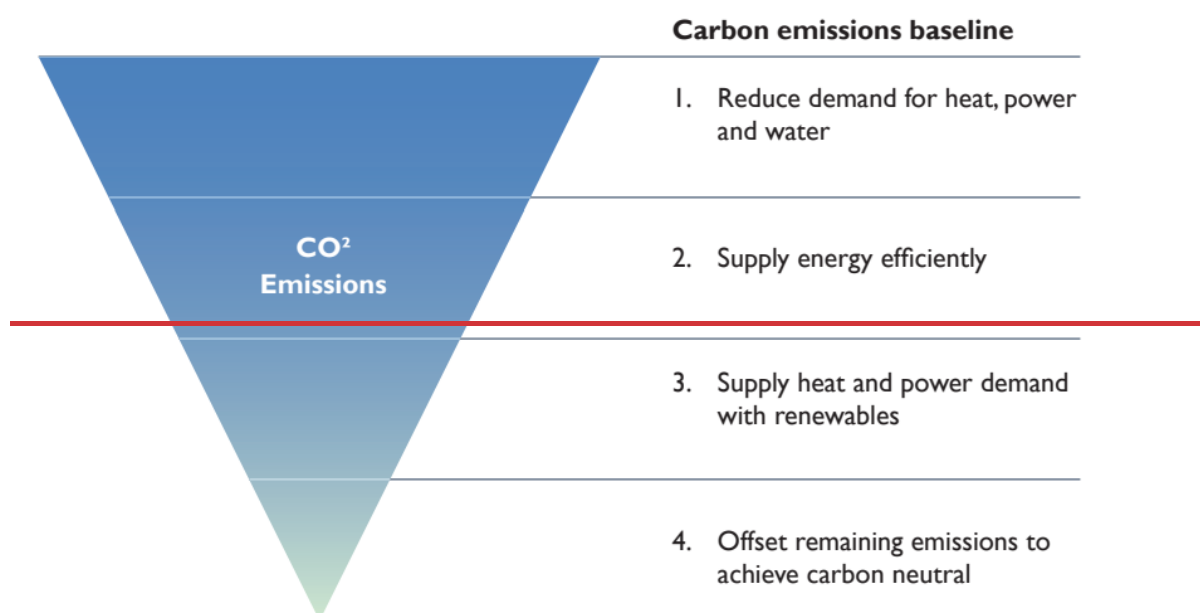 Carbon emissions baseline
1. Reduce demand for heat, power
and water
CO²
Emissions
2. Supply energy efficiently
3. Supply heat and power demand
with renewables
4. Offset remaining emissions to
achieve carbon neutral